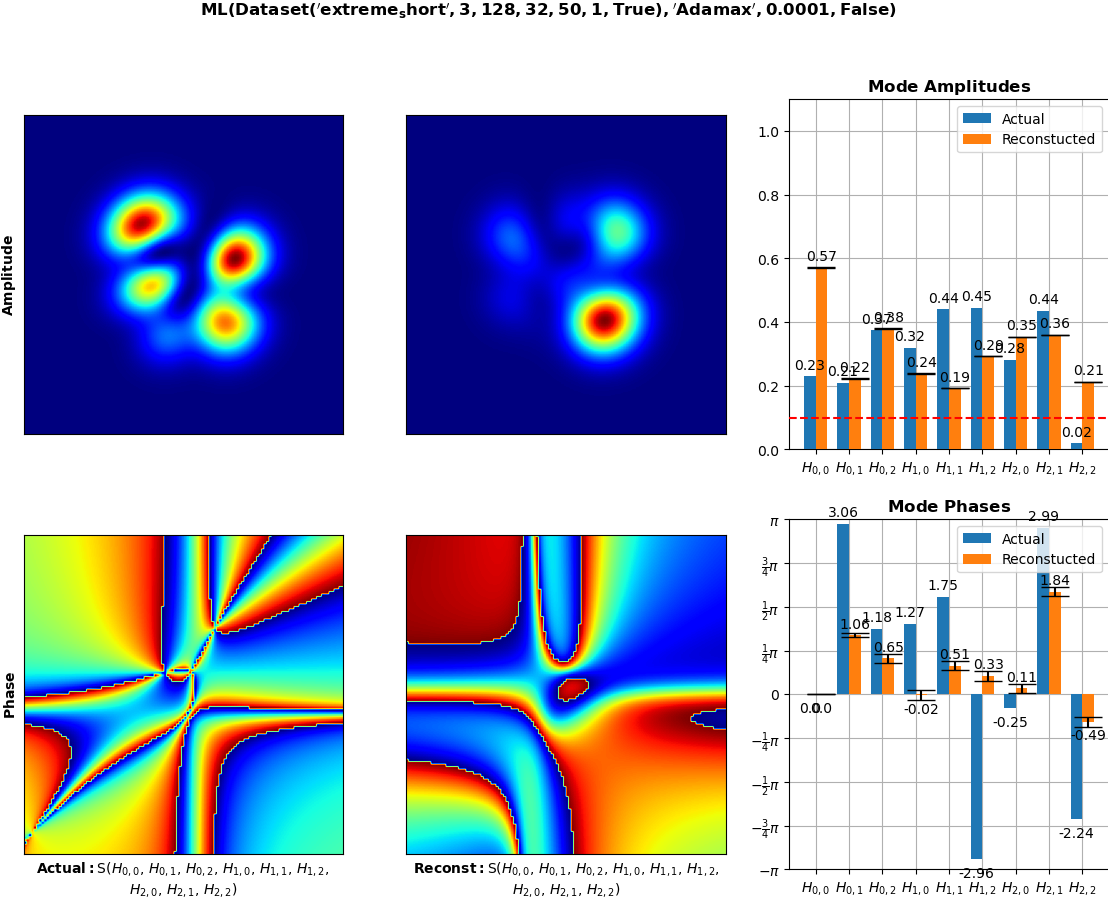 ML(Dataset('extreme_short', 3, 128, 32, 50, 1, True), 'Adamax', 0.0001, False)
Amplitude
Mode Amplitudes
Actual
Reconstucted
1.0
0.8
0.6
0.4
0.2
0.0
0.23 0.57
0.21 0.22
0.37 0.38
0.32 0.24
0.44 0.19
0.45 0.29
0.28 0.35
0.44 0.36
0.02 0.21
H0,0 H0,1 H0,2 H1,0 H1,1 H1,2 H2,0 H2,1 H2,2
Phase
Actual: S(H0,0, H0,1, H0,2, H1,0, H1,1, H1,2,
H2,0, H2,1, H2,2)
Reconst: S(H0,0, H0,1, H0,2, H1,0, H1,1, H1,2,
H2,0, H2,1, H2,2)
Mode Phases
Actual
Reconstucted
π
3/4π
1/2π
1/4π
0
−1/4π
−1/2π
−3/4π
−π
0.0 0.0
3.06 1.06
1.18 0.65
1.27 -0.02
1.75 0.51
-2.96 0.33
-0.25 0.11
2.99 1.84
-2.24 -0.49
H0,0 H0,1 H0,2 H1,0 H1,1 H1,2 H2,0 H2,1 H2,2